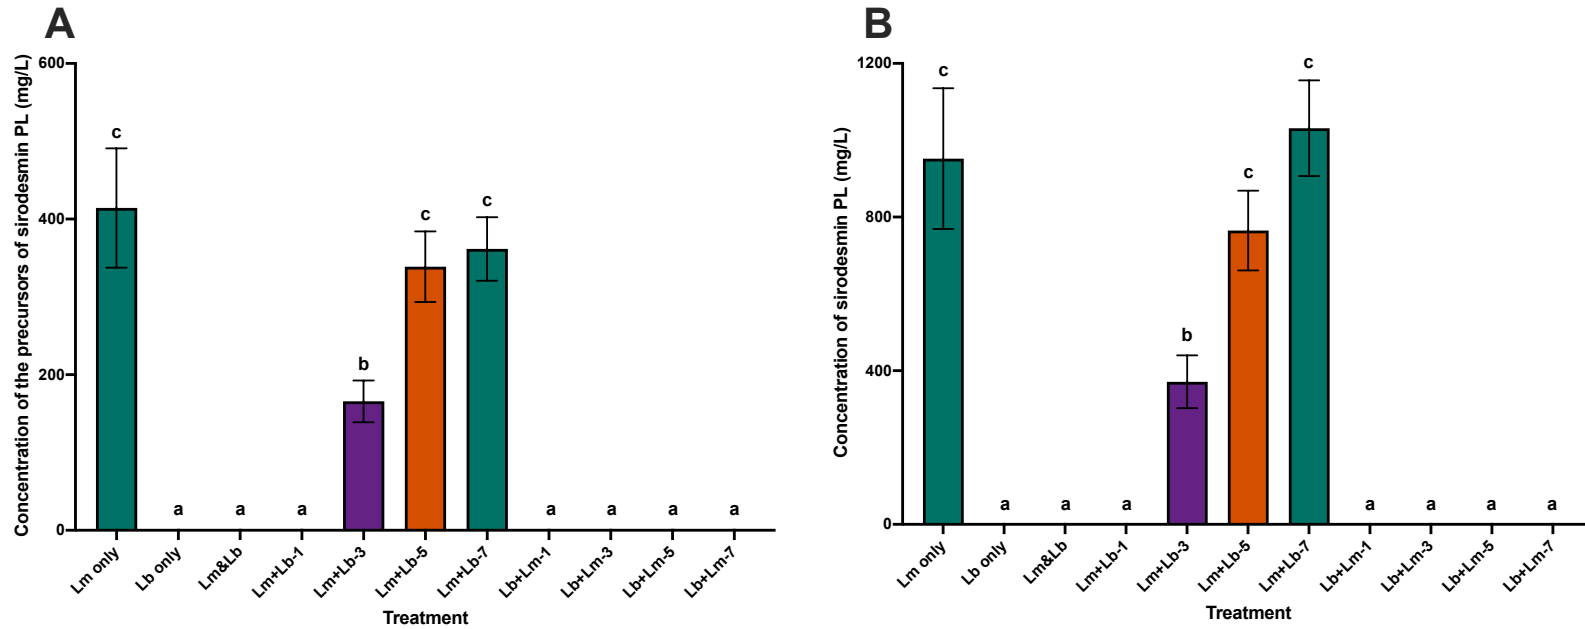 A
Concentration of the precursors of sirodesmin PL (mg/L)
600
400
200
0
c
a
a
a
b
c
c
a
a
a
a
Lm only
Lb only
Lm&Lb
Lm+Lb-1
Lm+Lb-3
Lm+Lb-5
Lm+Lb-7
Lb+Lm-1
Lb+Lm-3
Lb+Lm-5
Lb+Lm-7
Treatment
B
Concentration of sirodesmin PL (mg/L)
1200
800
400
0
c
a
a
a
b
c
c
a
a
a
a
Lm only
Lb only
Lm&Lb
Lm+Lb-1
Lm+Lb-3
Lm+Lb-5
Lm+Lb-7
Lb+Lm-1
Lb+Lm-3
Lb+Lm-5
Lb+Lm-7
Treatment